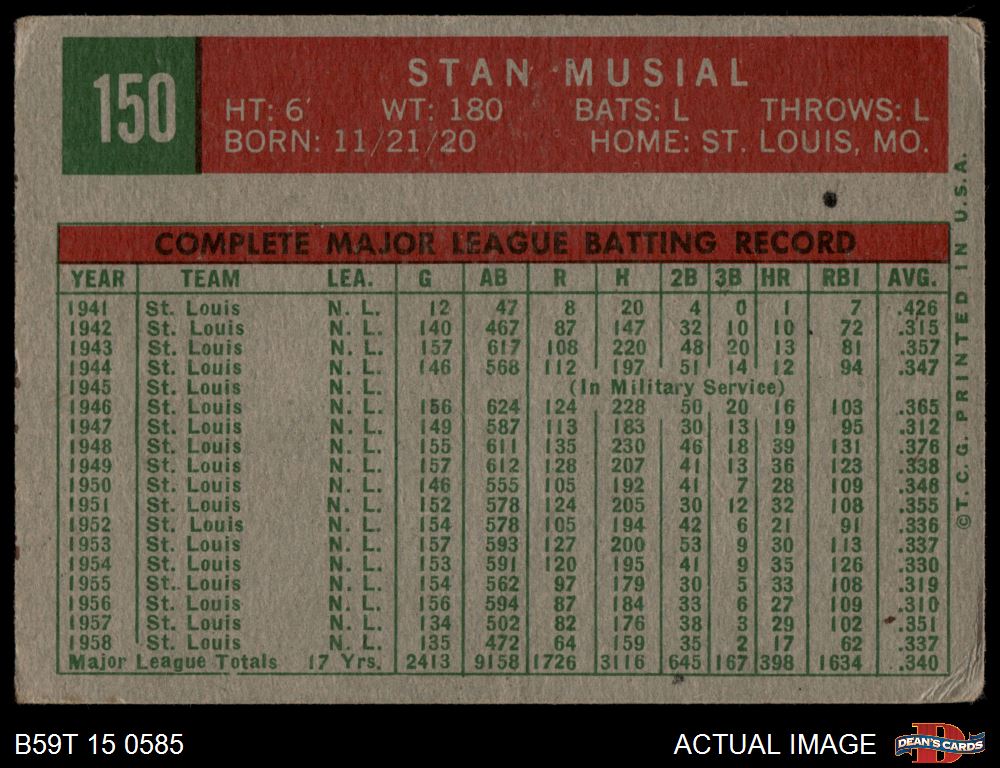 150
STAN MUSIAL
HT: 6' WT: 180 BATS: L THROWS: L
BORN: 11/21/20 HOME: ST. LOUIS, MO.
COMPLETE MAJOR LEAGUE BATTING RECORD
YEAR TEAM LEA. G AB R H 2B 3B HR RBI AVG.
1941 St. Louis N. L. 12 47 8 20 4 0 1 7 .426
1942 St. Louis N. L. 140 467 87 147 32 10 10 72 .315
1943 St. Louis N. L. 157 617 108 220 48 20 13 81 .357
1944 St. Louis N. L. 146 568 112 197 51 14 12 94 .347
1945 St. Louis N. L. (In Military Service)
1946 St. Louis N. L. 156 624 124 228 50 20 16 103 .365
1947 St. Louis N. L. 149 587 113 183 30 13 19 95 .312
1948 St. Louis N. L. 155 611 135 230 46 18 39 131 .376
1949 St. Louis N. L. 157 612 128 207 41 13 36 123 .338
1950 St. Louis N. L. 146 555 105 192 41 7 28 109 .346
1951 St. Louis N. L. 152 578 124 205 30 12 32 108 .355
1952 St. Louis N. L. 154 578 105 194 42 6 21 91 .336
1953 St. Louis N. L. 157 593 127 200 53 9 30 113 .337
1954 St. Louis N. L. 153 591 120 195 41 9 35 126 .330
1955 St. Louis N. L. 154 562 97 179 30 5 33 108 .319
1956 St. Louis N. L. 156 594 87 184 33 6 27 109 .310
1957 St. Louis N. L. 134 502 82 176 38 3 29 102 .351
1958 St. Louis N. L. 135 472 64 159 35 2 17 62 .337
Major League Totals 17 Yrs. 2413 9158 1726 3116 645 167 398 1634 .340
©T.C.G. PRINTED IN U.S.A.
B59T 15 0585
ACTUAL IMAGE
DEAN'S CARDS